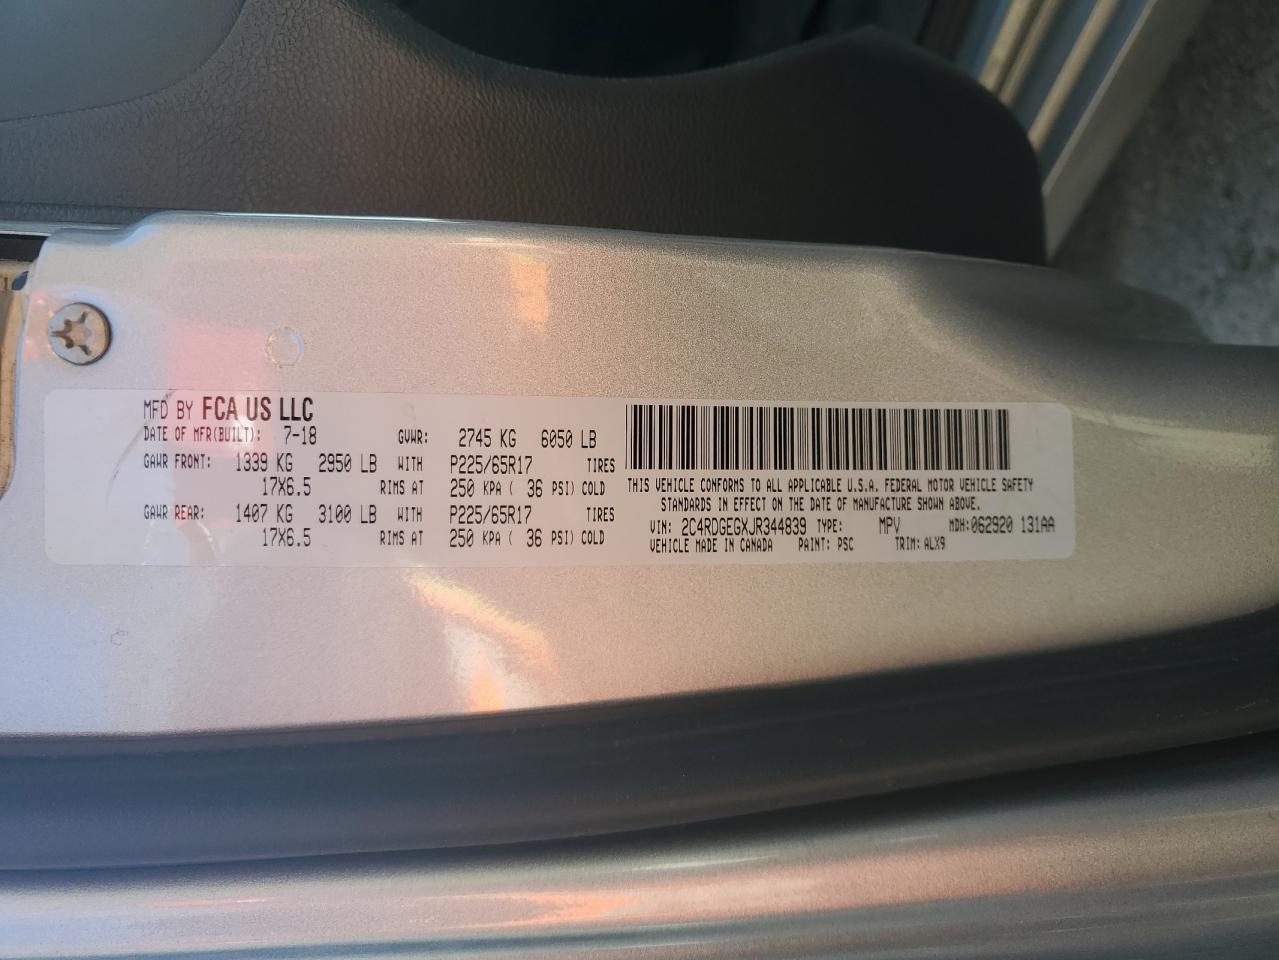 MFD BY FCA US LLC
DATE OF MFR(BUILT): 7-18 GVWR: 2745 KG 6050 LB
GAWR FRONT: 1339 KG 2950 LB WITH P225/65R17 TIRES
17X6.5 RIMS AT 250 KPA ( 36 PSI) COLD
GAWR REAR: 1407 KG 3100 LB WITH P225/65R17 TIRES
17X6.5 RIMS AT 250 KPA ( 36 PSI) COLD
THIS VEHICLE CONFORMS TO ALL APPLICABLE U.S.A. FEDERAL MOTOR VEHICLE SAFETY
STANDARDS IN EFFECT ON THE DATE OF MANUFACTURE SHOWN ABOVE.
VIN: 2C4RDGEGXJR344839 TYPE: MPV MDH:062920 131AA
VEHICLE MADE IN CANADA PAINT: PSC TRIM: ALX9